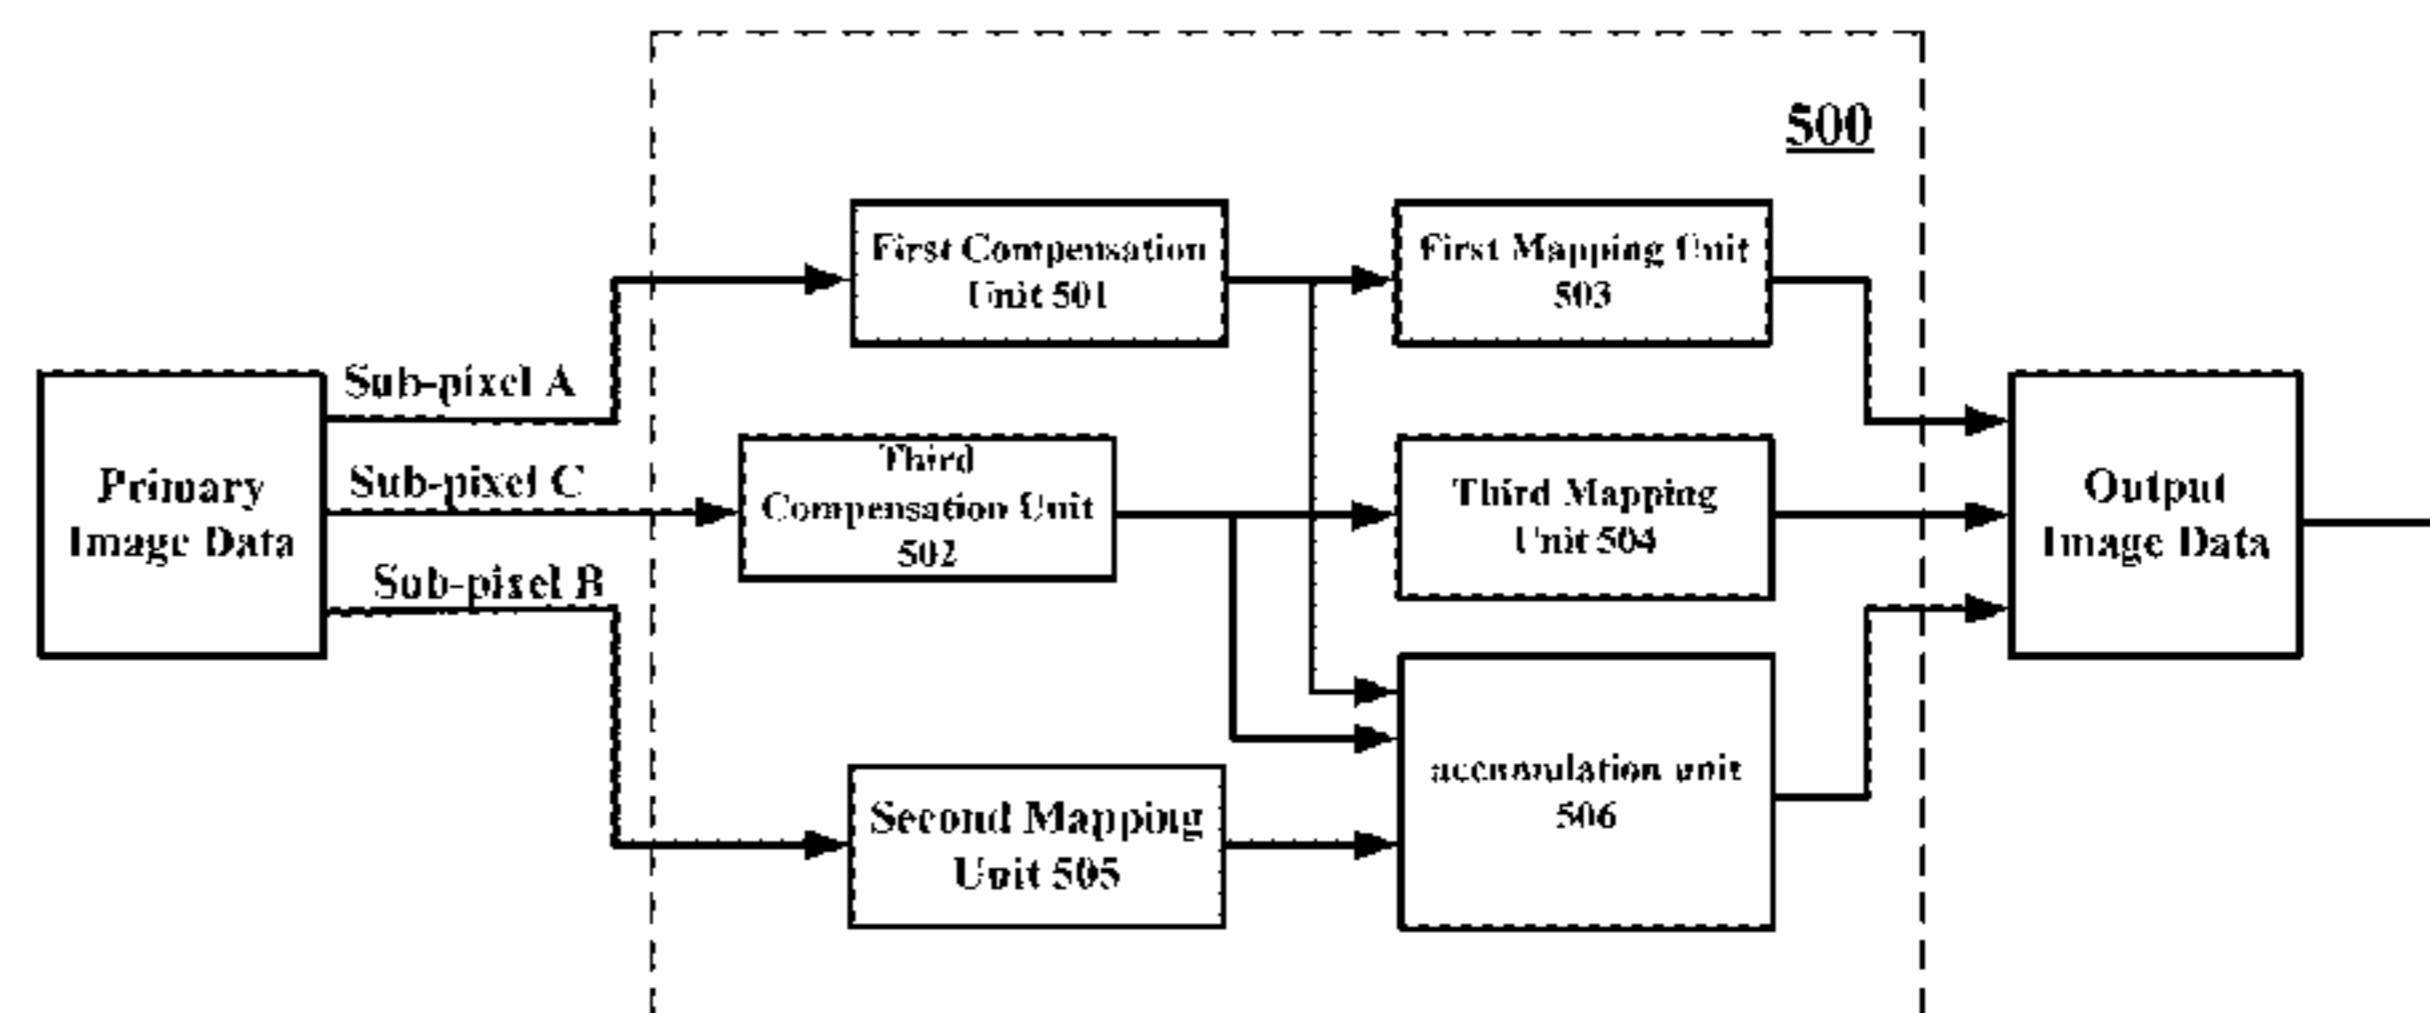 500
First Compensation
Unit 501
First Mapping Unit
503
Sub-pixel A
Primary
Image Data
Sub-pixel C
Third
Compensation Unit
502
Third Mapping
Unit 504
Output
Image Data
Sub-pixel B
Second Mapping
Unit 505
accumulation unit
506